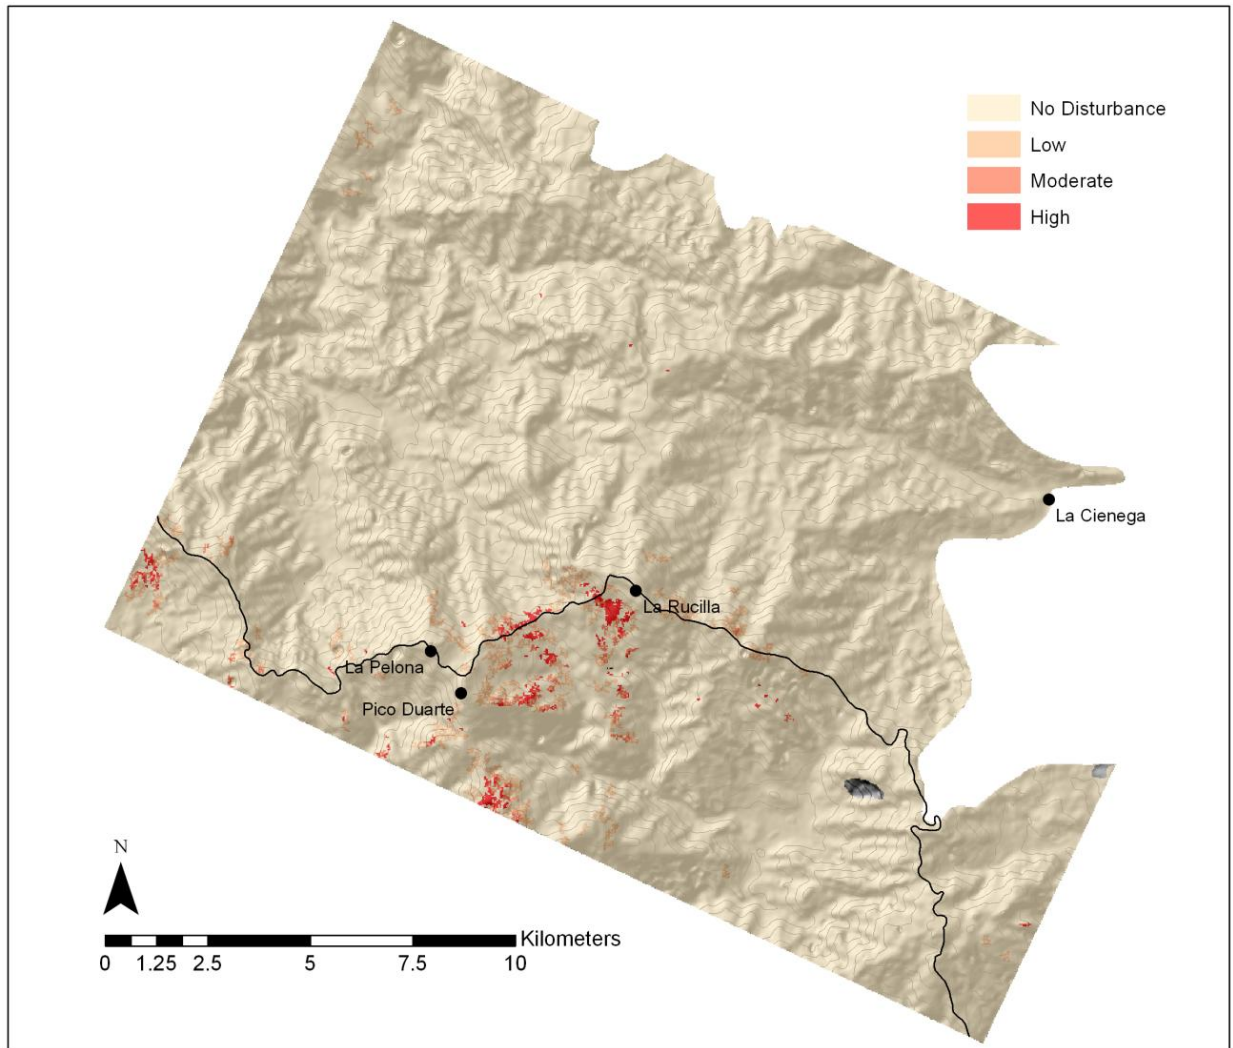 No Disturbance
Low
Moderate
High
La Cienega
La Rucilla
La Pelona
Pico Duarte
N
Kilometers
0 1.25 2.5 5 7.5 10